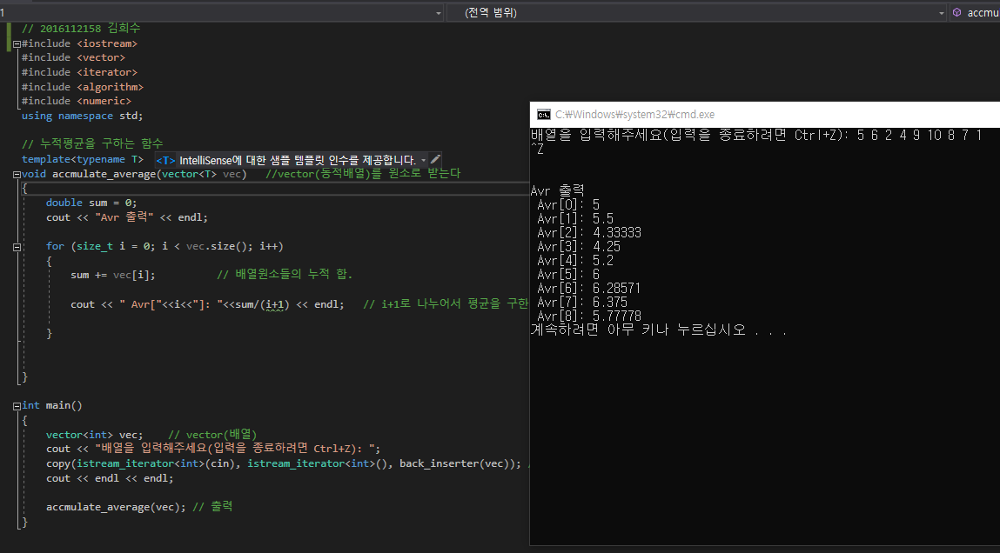 1 (전역 범위) accmu
// 2016112158 김희수
#include <iostream>
#include <vector>
#include <iterator>
#include <algorithm>
#include <numeric>
using namespace std;
// 누적평균을 구하는 함수
template<typename T> <T> IntelliSense에 대한 샘플 템플릿 인수를 제공합니다.
void accmulate_average(vector<T> vec) //vector(동적배열)를 원소로 받는다
{
double sum = 0;
cout << "Avr 출력" << endl;
for (size_t i = 0; i < vec.size(); i++)
{
sum += vec[i]; // 배열원소들의 누적 합.
cout << " Avr["<<i<<"]: "<<sum/(i+1) << endl; // i+1로 나누어서 평균을 구한
}
}
int main()
{
vector<int> vec; // vector(배열)
cout << "배열을 입력해주세요(입력을 종료하려면 Ctrl+Z): ";
copy(istream_iterator<int>(cin), istream_iterator<int>(), back_inserter(vec)); /
cout << endl << endl;
accmulate_average(vec); // 출력
}
C:₩Windows₩system32₩cmd.exe
배열을 입력해주세요(입력을 종료하려면 Ctrl+Z): 5 6 2 4 9 10 8 7 1
^Z
Avr 출력
Avr[0]: 5
Avr[1]: 5.5
Avr[2]: 4.33333
Avr[3]: 4.25
Avr[4]: 5.2
Avr[5]: 6
Avr[6]: 6.28571
Avr[7]: 6.375
Avr[8]: 5.77778
계속하려면 아무 키나 누르십시오 . . .